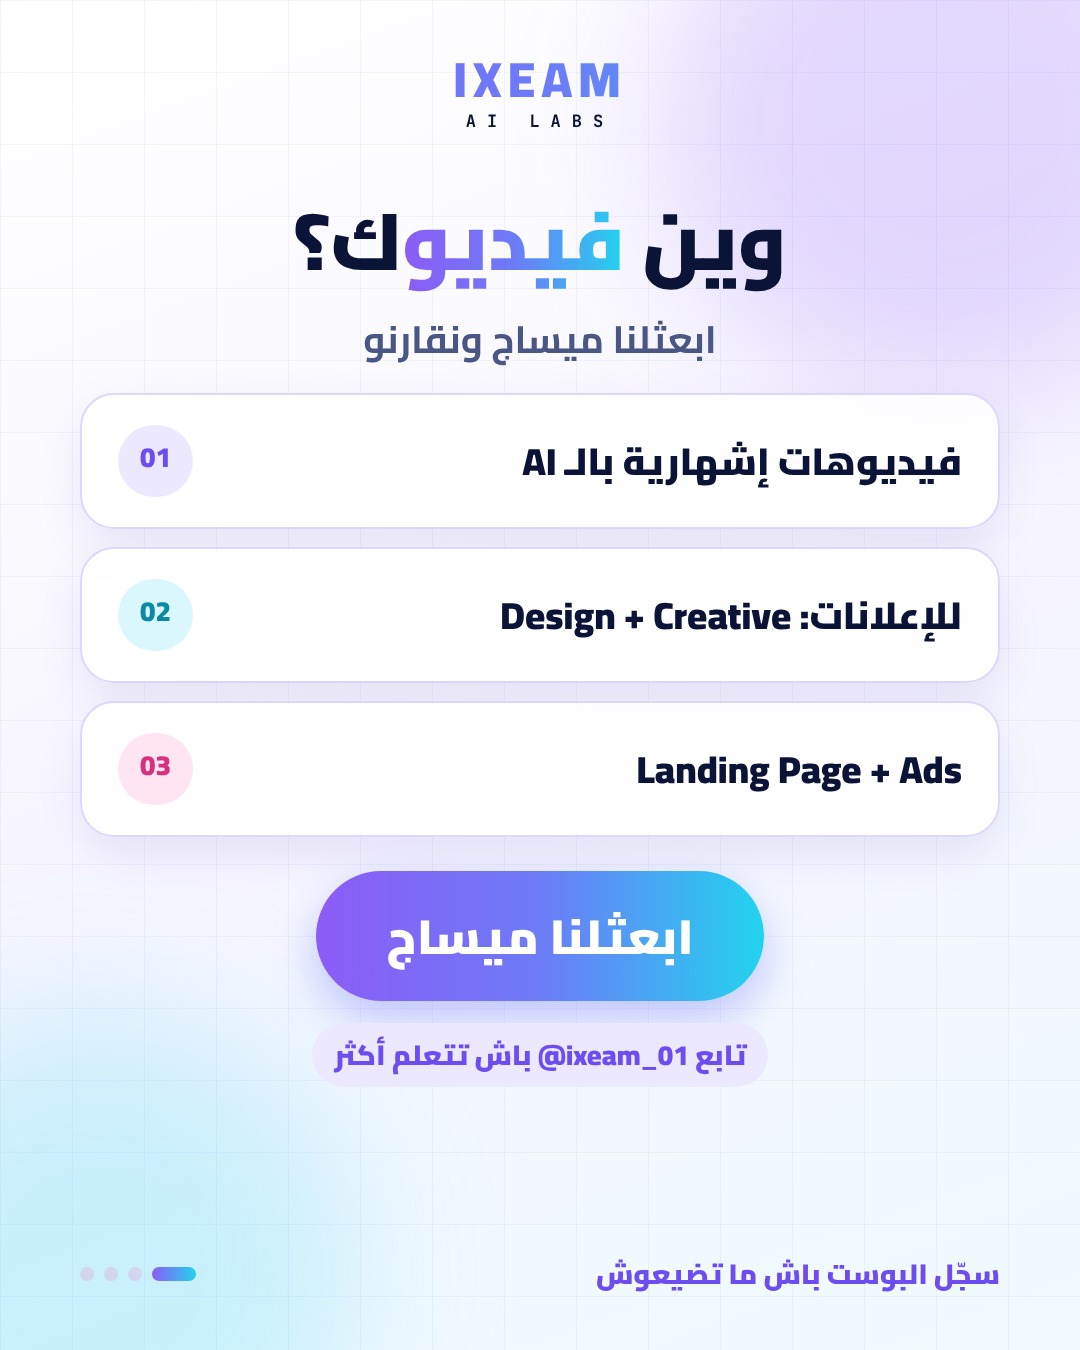 IXEAM
AI LABS
وين فيديوك؟
ابعثلنا ميساج ونقارنو
فيديوهات إشهارية بالـ AI
01
للإعلانات: Design + Creative
02
Landing Page + Ads
03
ابعثلنا ميساج
تابع @ixeam_01 باش تتعلم أكثر
سجّل البوست باش ما تضيعوش